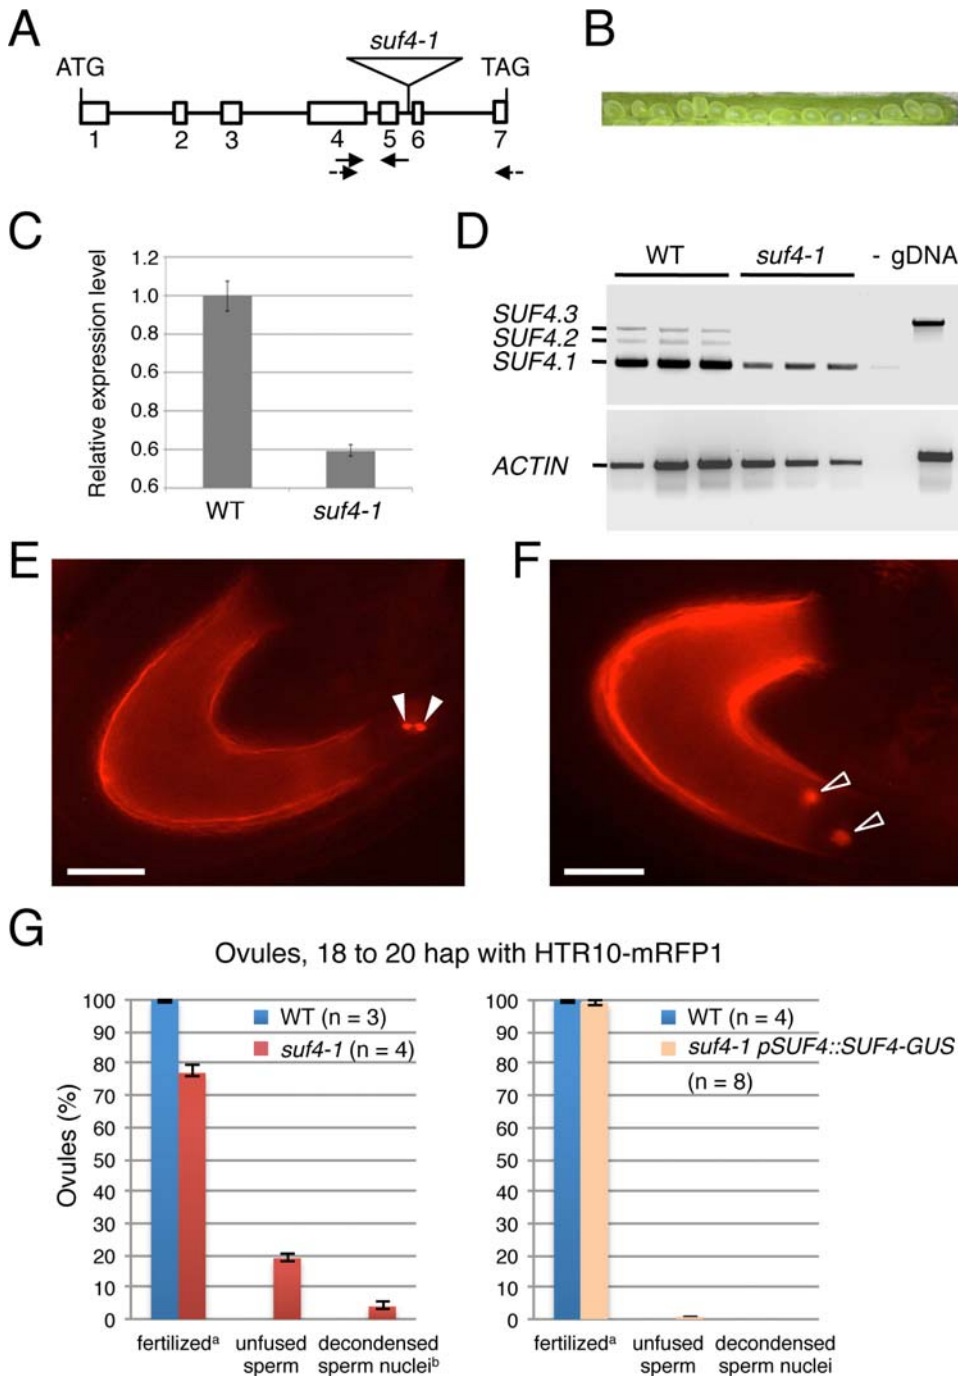 A
suf4-1
ATG
TAG
1 2 3 4 5 6 7
B
C
Relative expression level
1.2
1.0
0.6
0.6
0.6
0.6
WT
suf4-1
D
WT suf4-1 - gDNA
SUF4.3
SUF4.2
SUF4.1
ACTIN
E
F
G
Ovules, 18 to 20 hap with HTR10-mRFP1
Ovules (%)
100
90
80
70
60
50
40
30
20
10
0
WT (n = 3)
suf4-1 (n = 4)
fertilizedᵃ
unfused
sperm
decondensed
sperm nucleiᵇ
100
90
80
70
60
50
40
30
20
10
0
WT (n = 4)
suf4-1 pSUF4::SUF4-GUS
(n = 8)
fertilizedᵃ
unfused
sperm
decondensed
sperm nuclei